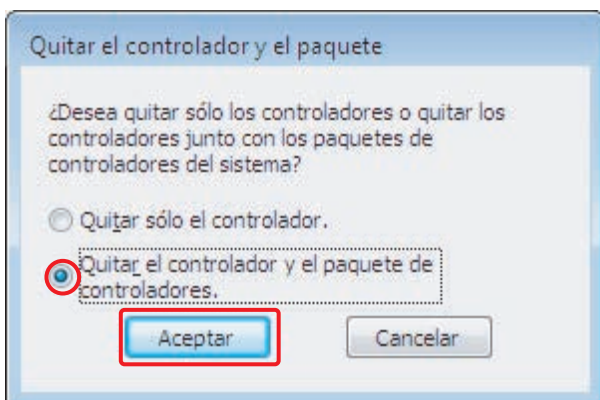 Quitar el controlador y el paquete
¿Desea quitar sólo los controladores o quitar los
controladores junto con los paquetes de
controladores del sistema?
Quitar sólo el controlador.
Quitar el controlador y el paquete de
controladores.
Aceptar Cancelar